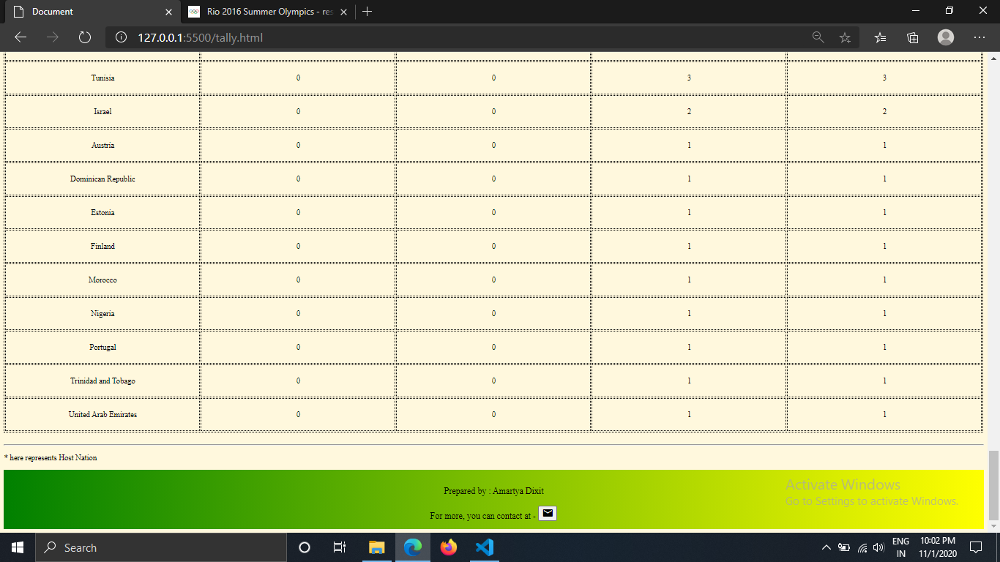 Document
Rio 2016 Summer Olympics - res
127.0.0.1:5500/tally.html
Tunisia 0 0 3 3
Israel 0 0 2 2
Austria 0 0 1 1
Dominican Republic 0 0 1 1
Estonia 0 0 1 1
Finland 0 0 1 1
Morocco 0 0 1 1
Nigeria 0 0 1 1
Portugal 0 0 1 1
Trinidad and Tobago 0 0 1 1
United Arab Emirates 0 0 1 1
* here represents Host Nation
Prepared by : Amartya Dixit
For more, you can contact at -
Activate Windows
Go to Settings to activate Windows.
Search
ENG
IN
10:02 PM
11/1/2020